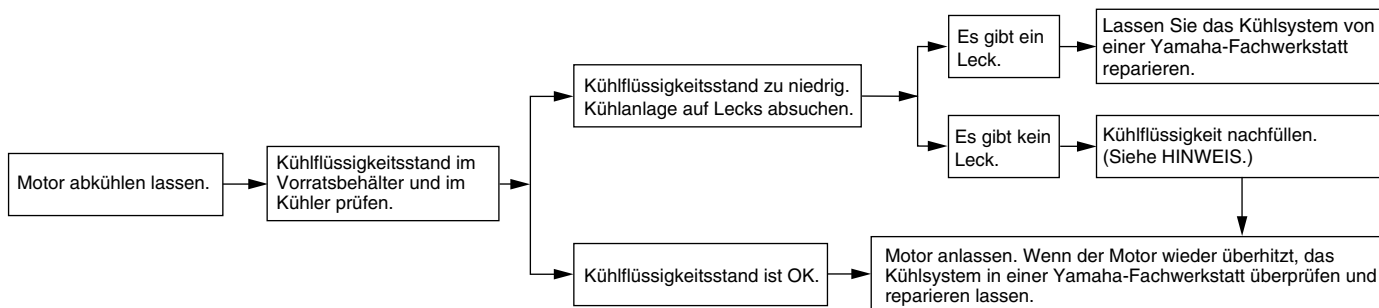 Motor abkühlen lassen.
Kühlflüssigkeitsstand im
Vorratsbehälter und im
Kühler prüfen.
Kühlflüssigkeitsstand zu niedrig.
Kühlanlage auf Lecks absuchen.
Es gibt ein
Leck.
Lassen Sie das Kühlsystem von
einer Yamaha-Fachwerkstatt
reparieren.
Es gibt kein
Leck.
Kühlflüssigkeit nachfüllen.
(Siehe HINWEIS.)
Kühlflüssigkeitsstand ist OK.
Motor anlassen. Wenn der Motor wieder überhitzt, das
Kühlsystem in einer Yamaha-Fachwerkstatt überprüfen und
reparieren lassen.